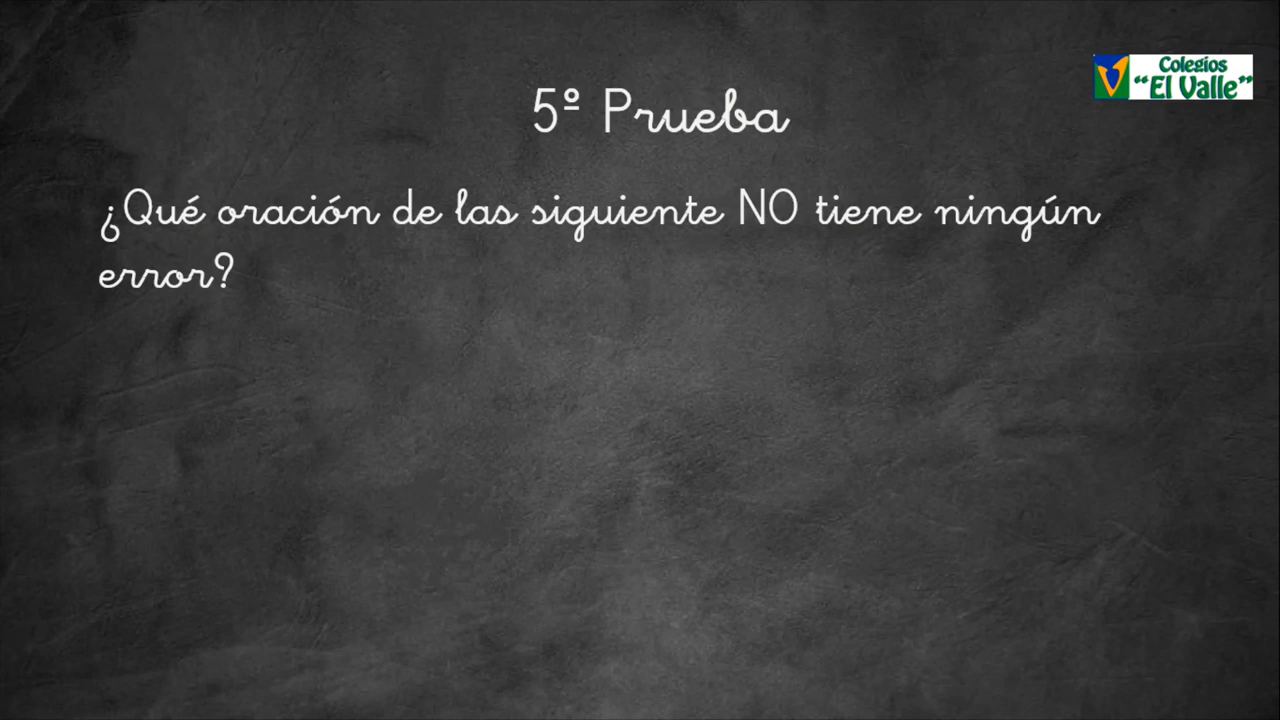 Colegios
"El Valle"
5º Prueba
¿Qué oración de las siguiente NO tiene ningún
error?